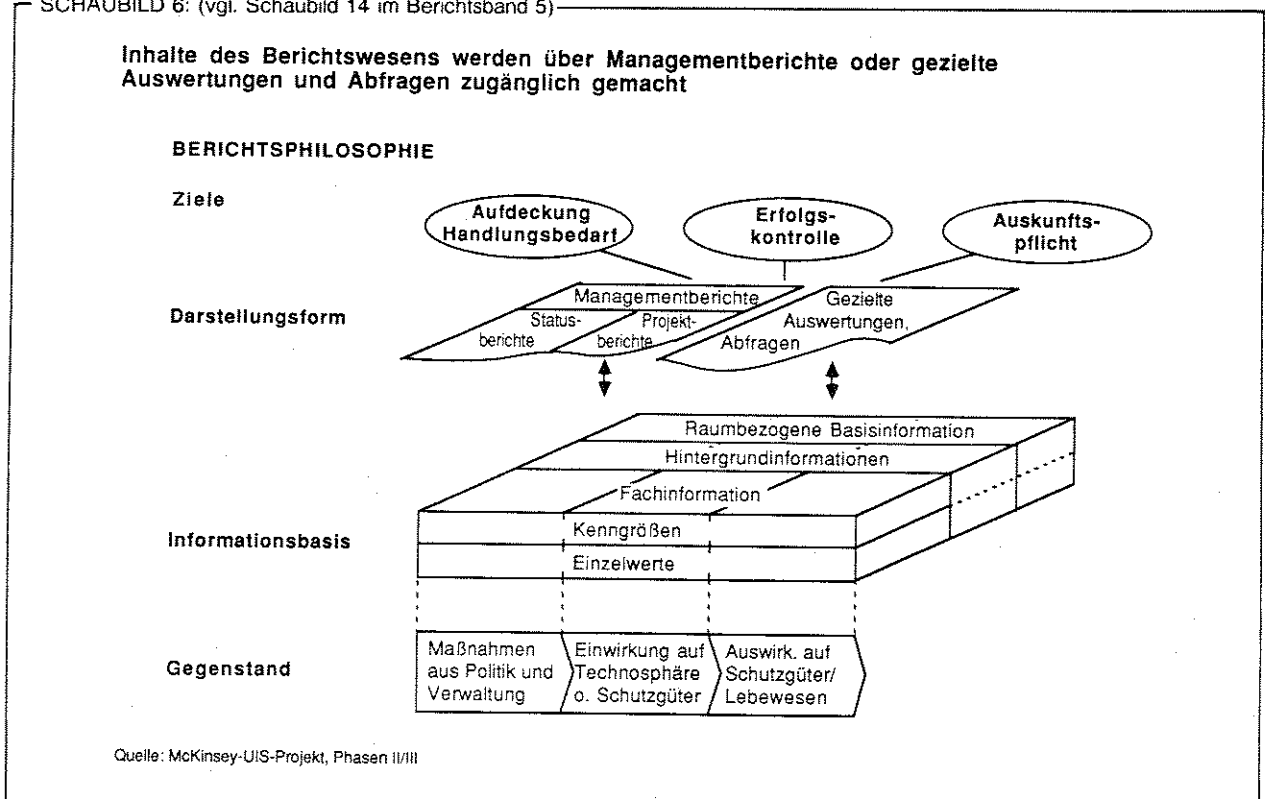 SCHAUBILD 6: (vgl. Schaubild 14 im Berichtsband 5)
Inhalte des Berichtswesens werden über Managementberichte oder gezielte
Auswertungen und Abfragen zugänglich gemacht
BERICHTSPHILOSOPHIE
Ziele
Aufdeckung
Handlungsbedarf
Erfolgs-
kontrolle
Auskunfts-
pflicht
Darstellungsform
Managementberichte
Status-
berichte
Projekt-
berichte
Gezielte
Auswertungen,
Abfragen
Informationsbasis
Raumbezogene Basisinformation
Hintergrundinformationen
Fachinformation
Kenngrößen
Einzelwerte
Gegenstand
Maßnahmen
aus Politik und
Verwaltung
Einwirkung auf
Technosphäre
o. Schutzgüter
Auswirk. auf
Schutzgüter/
Lebewesen
Quelle: McKinsey-UIS-Projekt, Phasen II/III